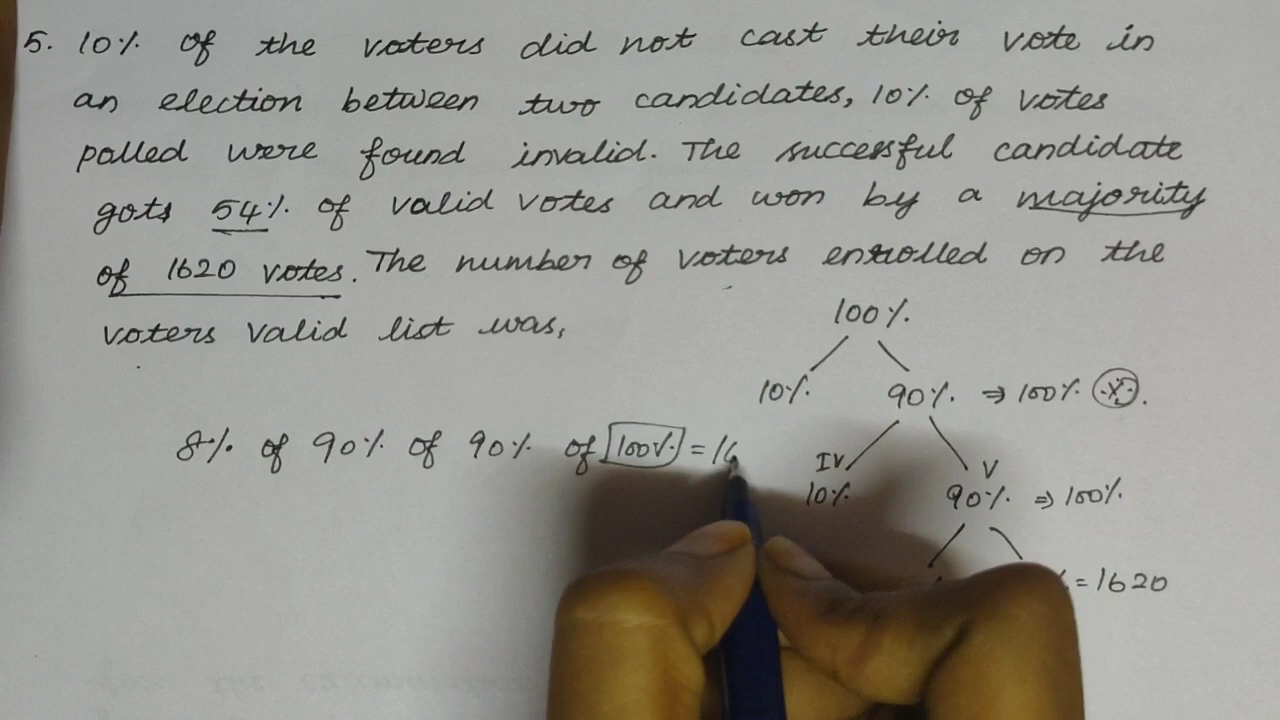 5. 10% of the voters did not cast their vote in
an election between two candidates, 10% of votes
polled were found invalid. The successful candidate
gots 54% of valid votes and won by a majority
of 1620 votes. The number of voters enrolled on the
voters valid list was,
100%
10% 90% ⇒ 100%
8% of 90% of 90% of 100% = 16
IV V
10% 90% ⇒ 100%
= 1620